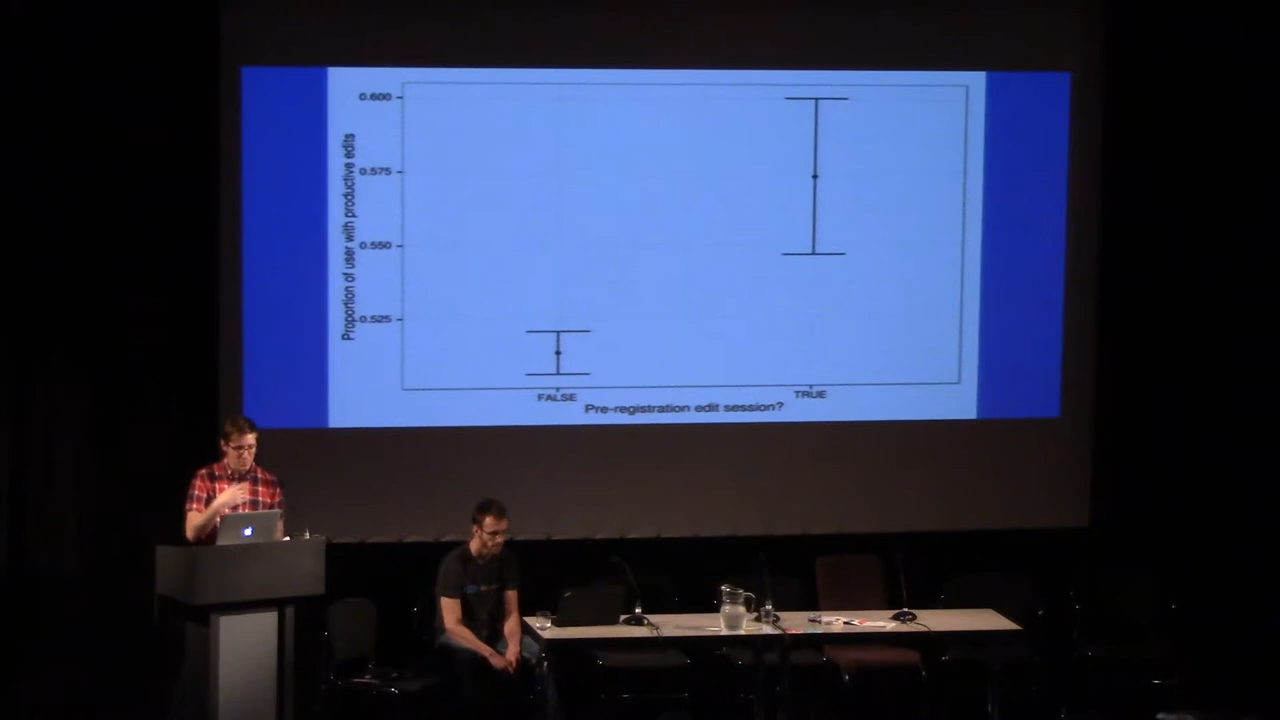 0.600
0.575
0.550
0.525
Proportion of user with productive edits
FALSE
TRUE
Pre-registration edit session?